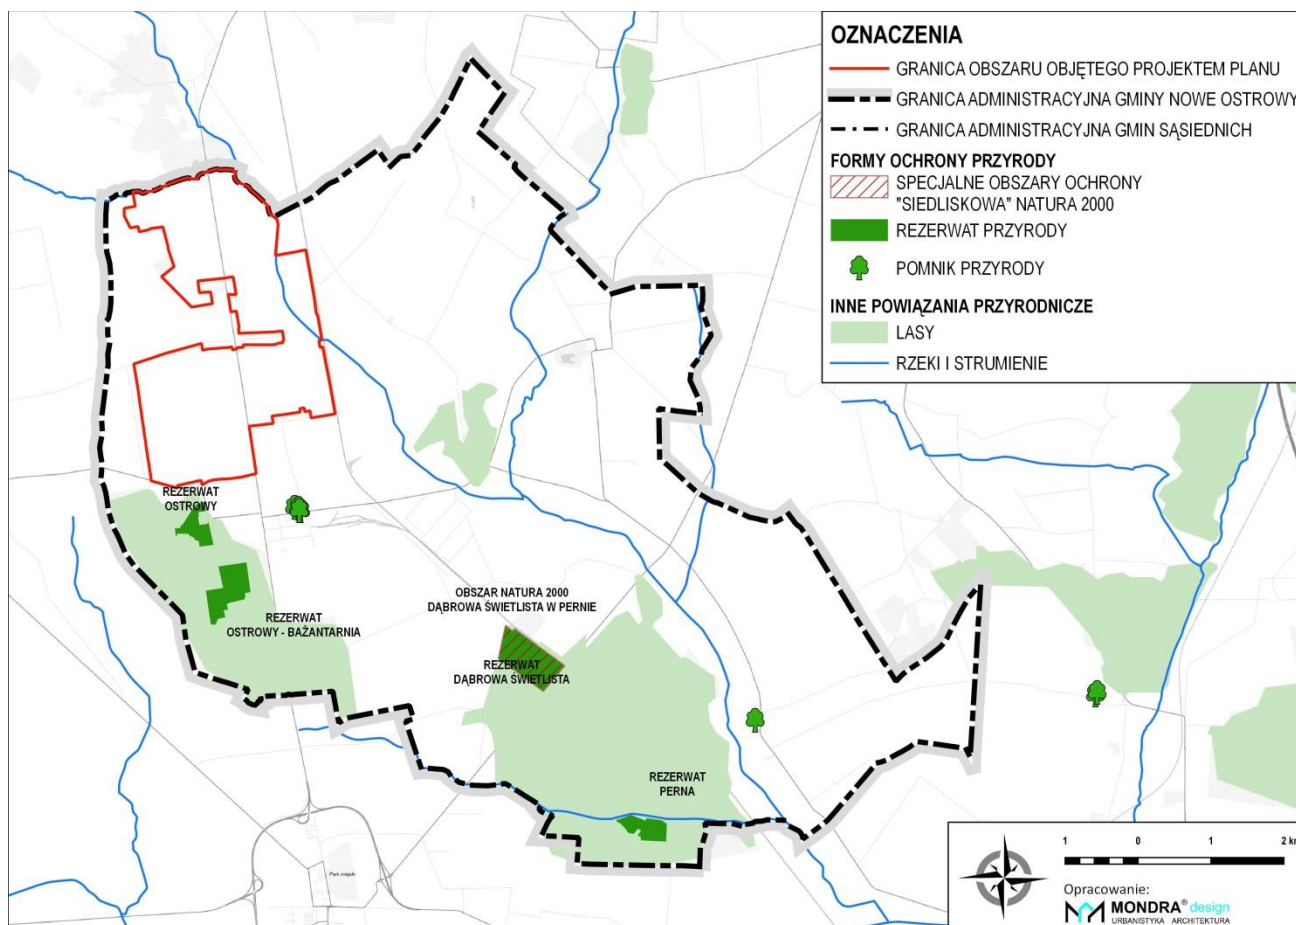 OZNACZENIA
GRANICA OBSZARU OBJĘTEGO PROJEKTEM PLANU
GRANICA ADMINISTRACYJNA GMINY NOWE OSTROWY
GRANICA ADMINISTRACYJNA GMIN SĄSIEDNICH
FORMY OCHRONY PRZYRODY
SPECJALNE OBSZARY OCHRONY
"SIEDLISKOWA" NATURA 2000
REZERWAT PRZYRODY
POMNIK PRZYRODY
INNE POWIĄZANIA PRZYRODNICZE
LASY
RZEKI I STRUMIENIE
REZERWAT
OSTROWY
REZERWAT
OSTROWY - BAŻANTARNIA
OBSZAR NATURA 2000
DĄBROWA ŚWIETLISTA W PERNIE
REZERWAT
DĄBROWA ŚWIETLISTA
REZERWAT
PERNA
Park miejski
1 0 1 2 km
Opracowanie:
MONDRA® design
URBANISTYKA ARCHITEKTURA